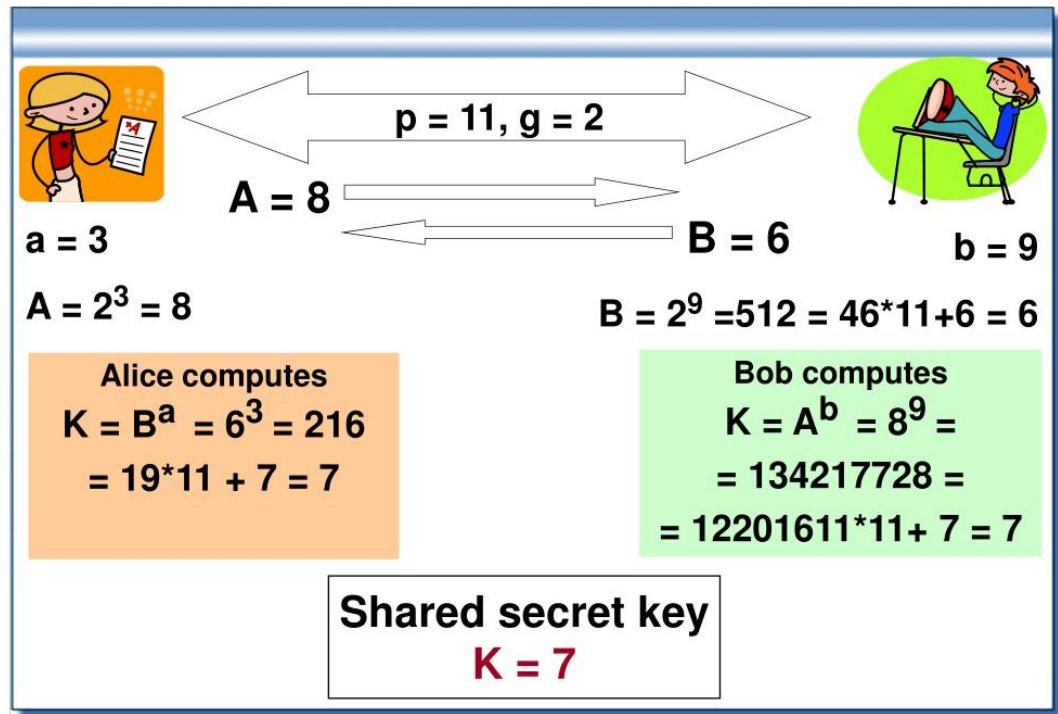 p = 11, g = 2
A = 8
B = 6
a = 3
b = 9
A = 2³ = 8
B = 2⁹ =512 = 46*11+6 = 6
Alice computes
K = Bᵃ = 6³ = 216
= 19*11 + 7 = 7
Bob computes
K = Aᵇ = 8⁹ =
= 134217728 =
= 12201611*11+ 7 = 7
Shared secret key
K = 7